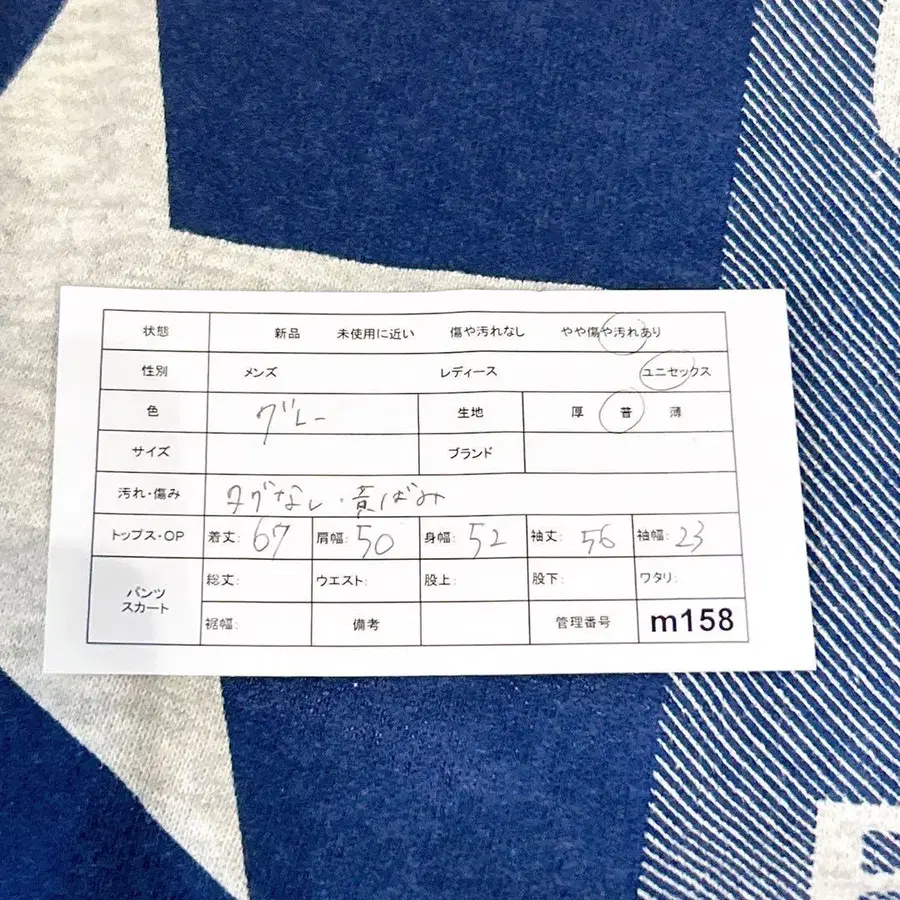 状態 新品 未使用に近い 傷や汚れなし やや傷や汚れあり
性別 メンズ レディース ユニセックス
色 グレー 生地 厚 普 薄
サイズ ブランド
汚れ・傷み タグなし・黄ばみ
トップス・OP 着丈: 67 肩幅: 50 身幅: 52 袖丈: 56 袖幅: 23
パンツ スカート 総丈: ウエスト: 股上: 股下: ワタリ:
裾幅: 備考 管理番号 m158